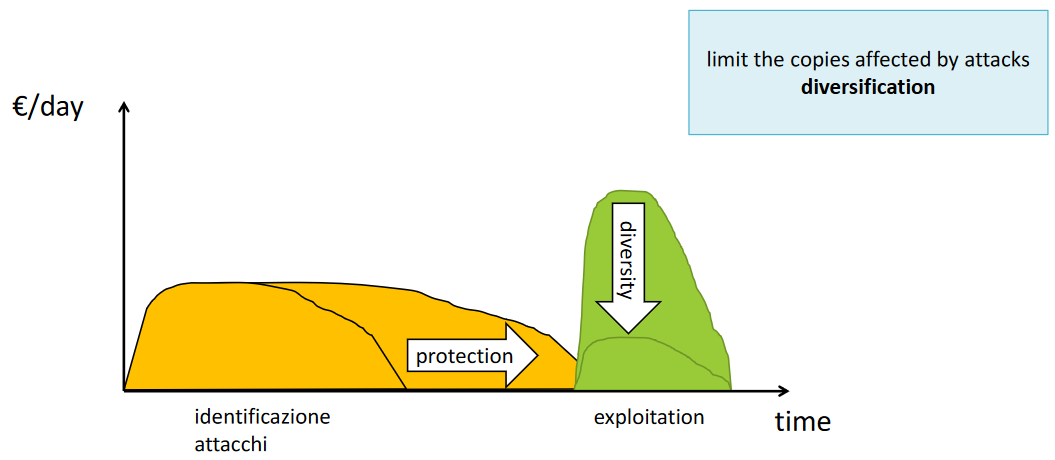 limit the copies affected by attacks
diversification
€/day
diversity
protection
identificazione
attacchi
exploitation
time